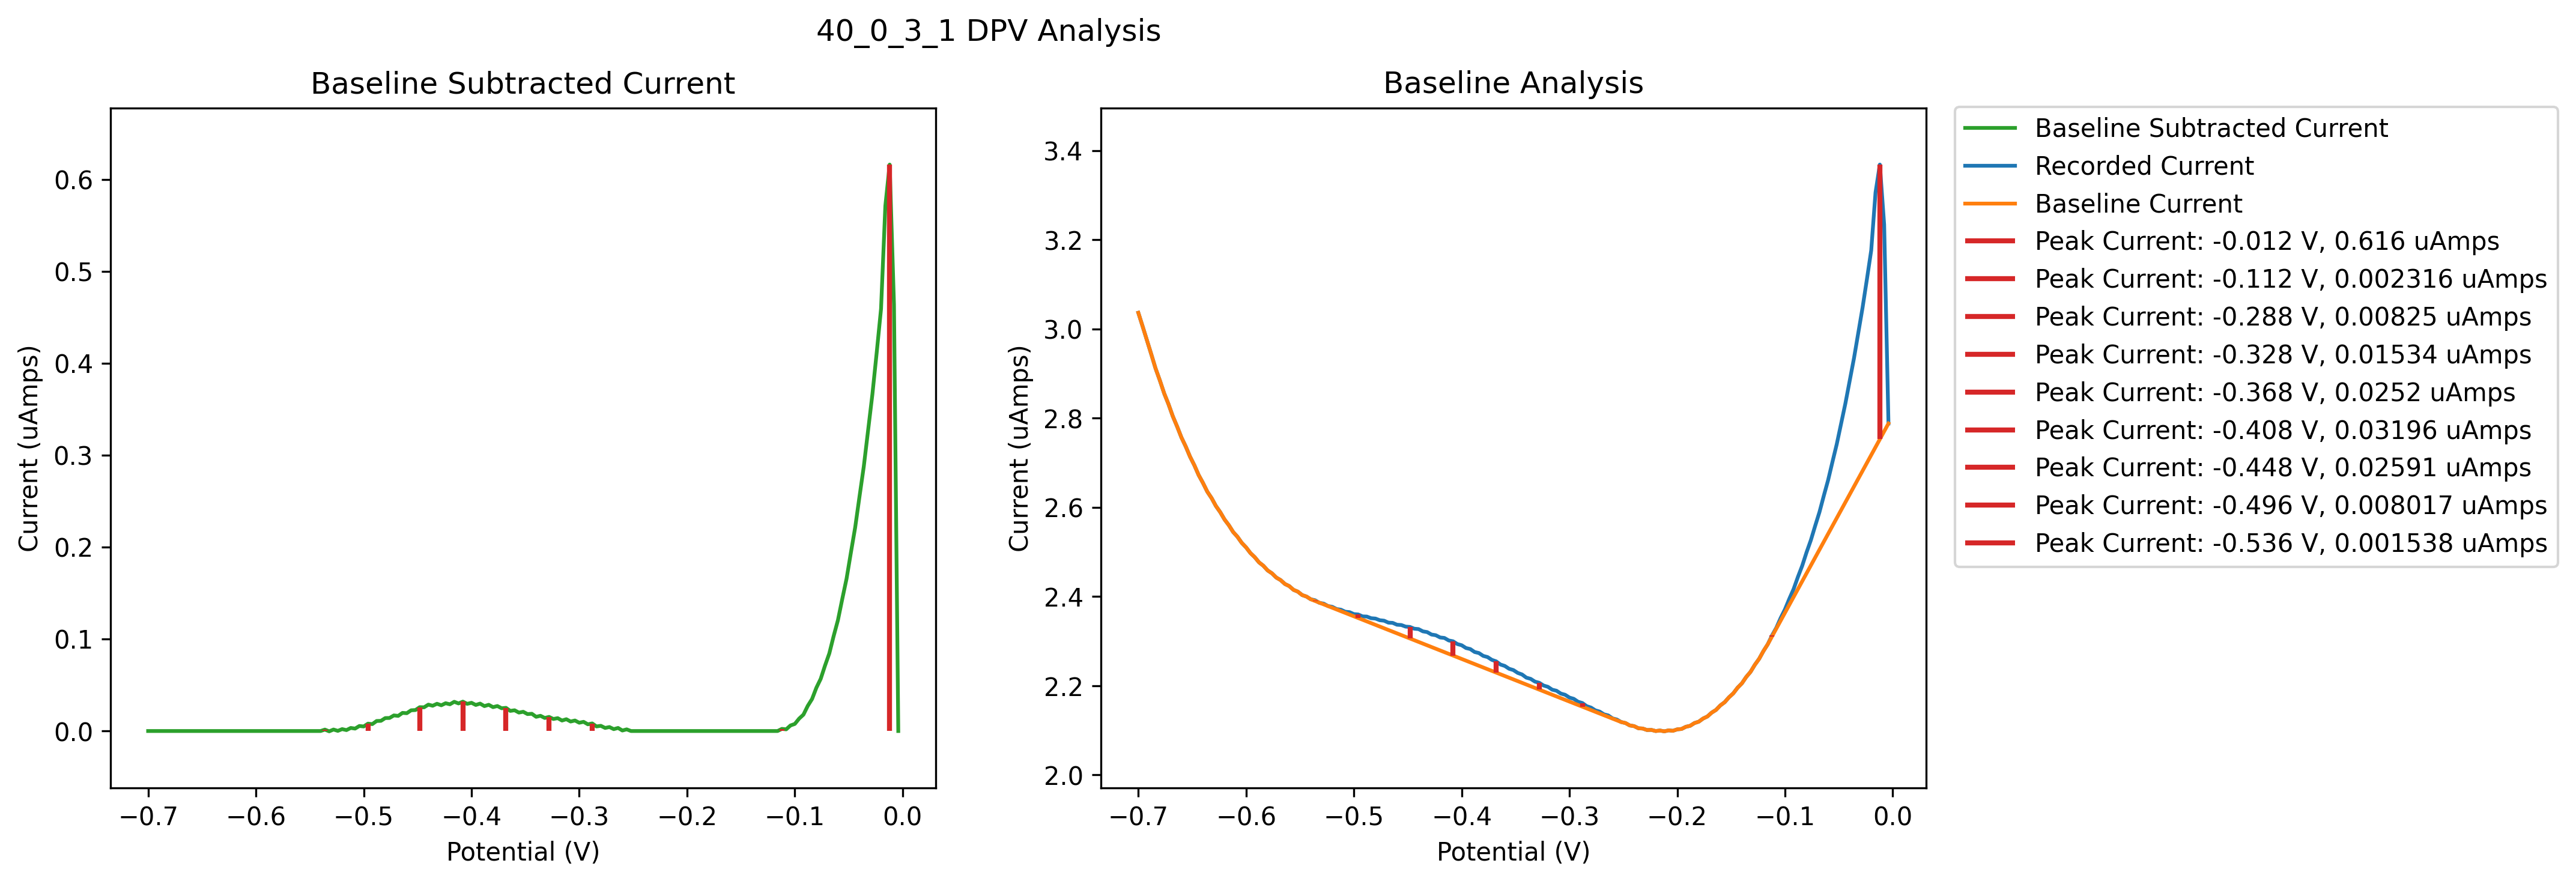 40_0_3_1 DPV Analysis
Baseline Subtracted Current
Current (uAmps)
0.6
0.5
0.4
0.3
0.2
0.1
0.0
−0.7 −0.6 −0.5 −0.4 −0.3 −0.2 −0.1 0.0
Potential (V)
Baseline Analysis
Current (uAmps)
3.4
3.2
3.0
2.8
2.6
2.4
2.2
2.0
−0.7 −0.6 −0.5 −0.4 −0.3 −0.2 −0.1 0.0
Potential (V)
Baseline Subtracted Current
Recorded Current
Baseline Current
Peak Current: -0.012 V, 0.616 uAmps
Peak Current: -0.112 V, 0.002316 uAmps
Peak Current: -0.288 V, 0.00825 uAmps
Peak Current: -0.328 V, 0.01534 uAmps
Peak Current: -0.368 V, 0.0252 uAmps
Peak Current: -0.408 V, 0.03196 uAmps
Peak Current: -0.448 V, 0.02591 uAmps
Peak Current: -0.496 V, 0.008017 uAmps
Peak Current: -0.536 V, 0.001538 uAmps